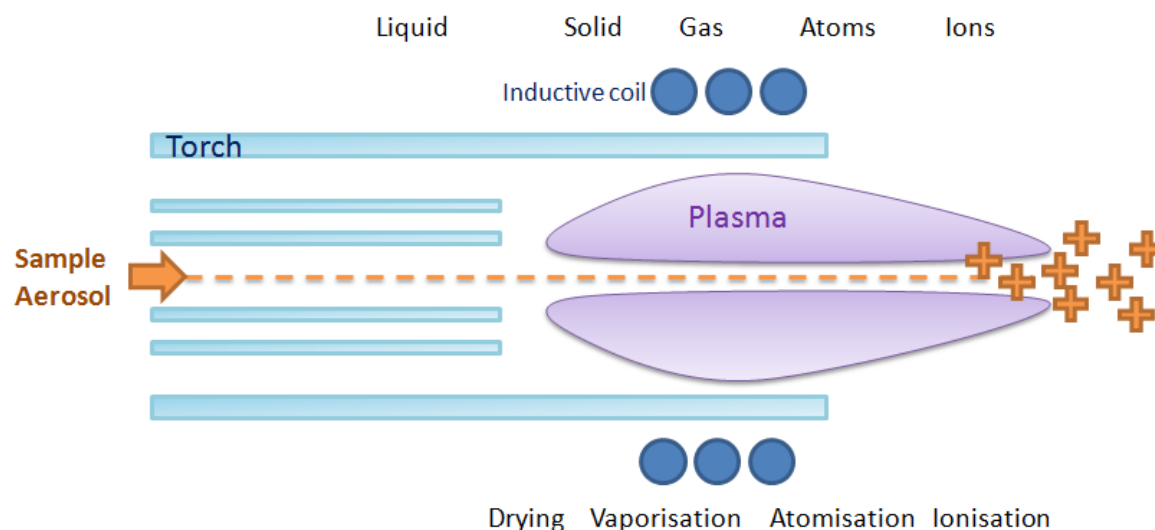 Liquid Solid Gas Atoms Ions
Inductive coil
Torch
Plasma
Sample
Aerosol
Drying Vaporisation Atomisation Ionisation